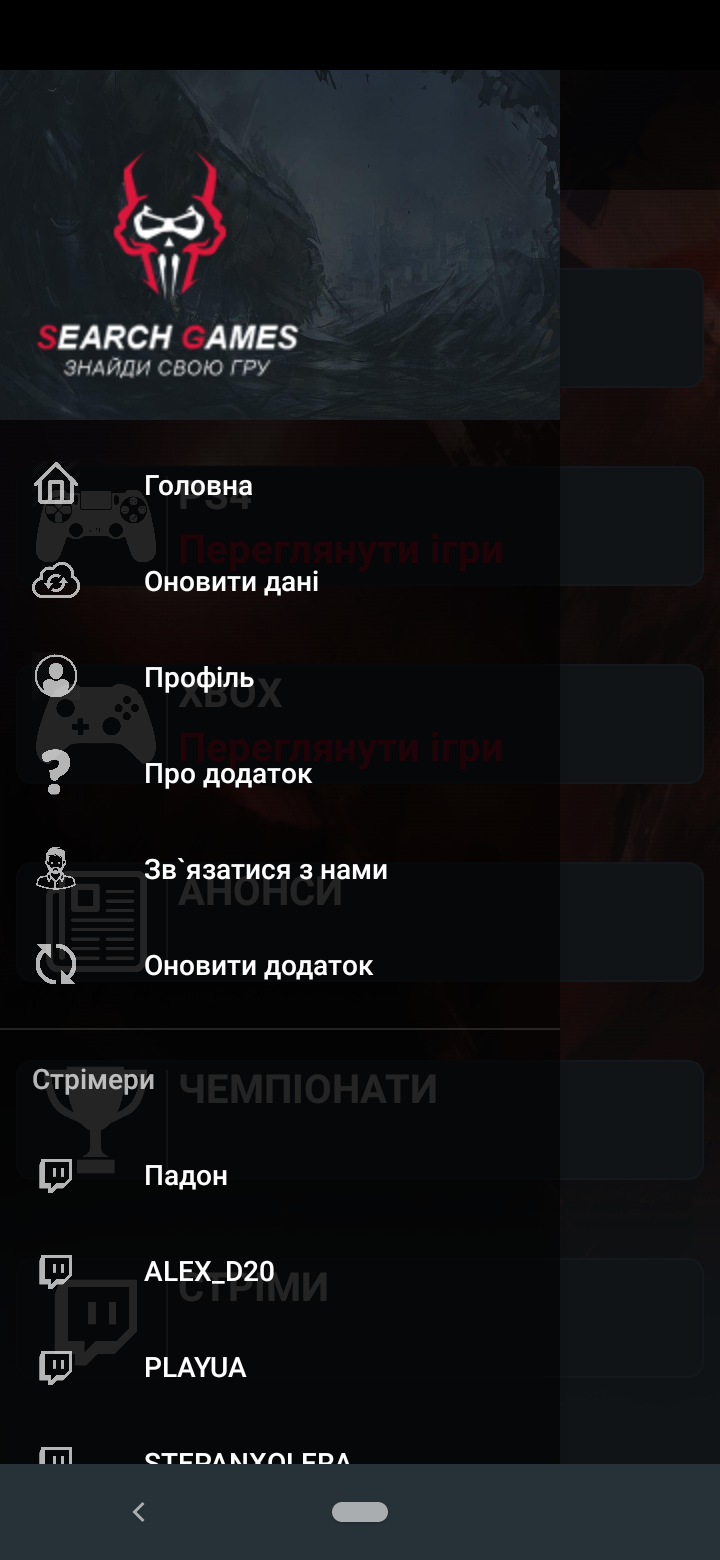 SEARCH GAMES
ЗНАЙДИ СВОЮ ГРУ
Головна
PS4
Переглянути ігри
Оновити дані
Профіль
XBOX
Переглянути ігри
Про додаток
Зв`язатися з нами
АНОНСИ
Оновити додаток
Стрімери
ЧЕМПІОНАТИ
Падон
ALEX_D20
СТРІМИ
PLAYUA
STEPANXOLERA